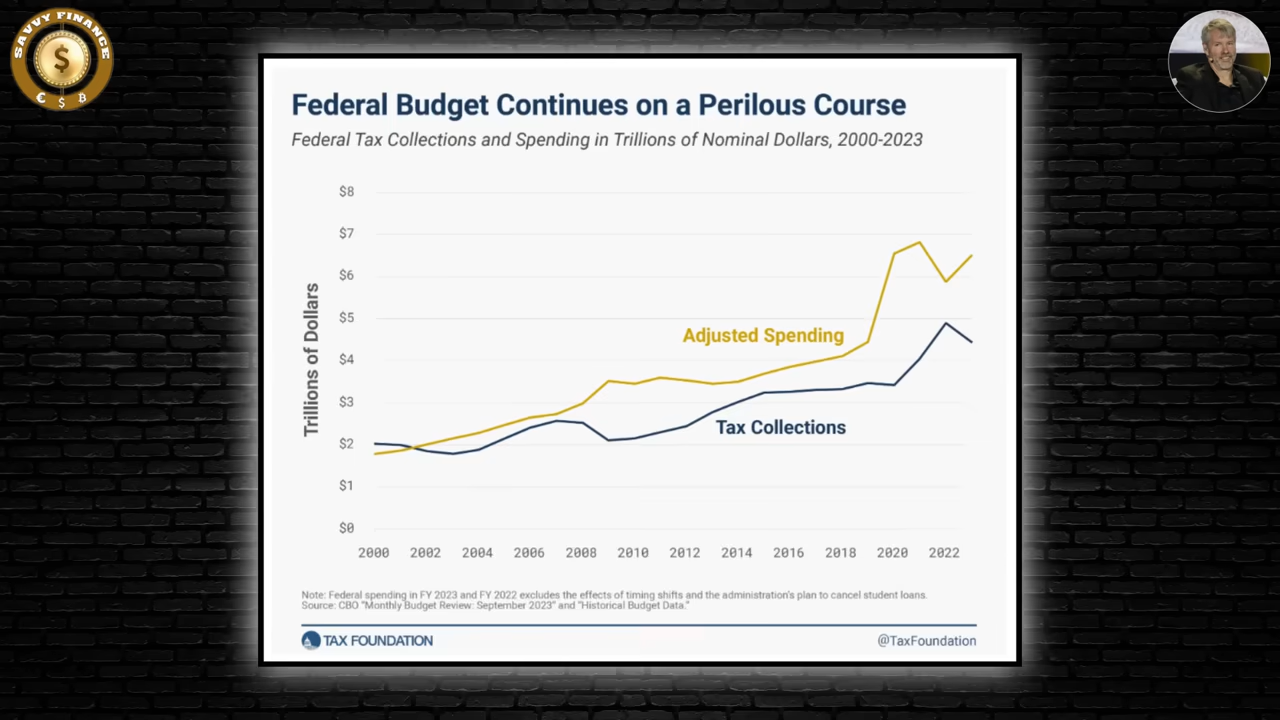 SAVVY FINANCE
$
€ $ B
Federal Budget Continues on a Perilous Course
Federal Tax Collections and Spending in Trillions of Nominal Dollars, 2000-2023
Trillions of Dollars
$8
$7
$6
$5
$4
$3
$2
$1
$0
Adjusted Spending
Tax Collections
2000 2002 2004 2006 2008 2010 2012 2014 2016 2018 2020 2022
Note: Federal spending in FY 2023 and FY 2022 excludes the effects of timing shifts and the administration's plan to cancel student loans.
Source: CBO "Monthly Budget Review: September 2023" and "Historical Budget Data."
TAX FOUNDATION
@TaxFoundation